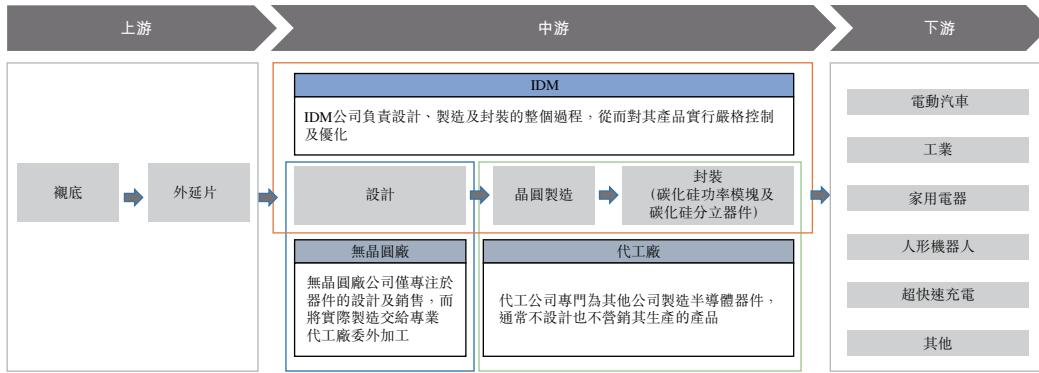 上游
中游
下游
IDM
IDM公司負責設計、製造及封裝的整個過程，從而對其產品實行嚴格控制
及優化
襯底
外延片
設計
晶圓製造
封裝
(碳化硅功率模塊及
碳化硅分立器件)
無晶圓廠
無晶圓廠公司僅專注於
器件的設計及銷售，而
將實際製造交給專業
代工廠委外加工
代工廠
代工公司專門為其他公司製造半導體器件，
通常不設計也不營銷其生產的產品
電動汽車
工業
家用電器
人形機器人
超快速充電
其他